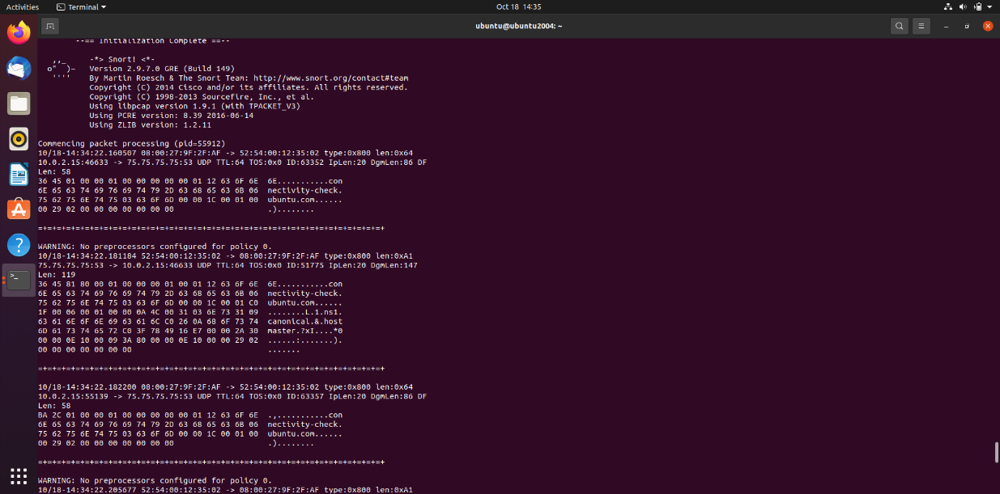 Activities
Terminal
Oct 18 14:35
ubuntu@ubuntu2004: ~
--== Initialization Complete ==--
,,_ -*> Snort! <*-
o" )~ Version 2.9.7.0 GRE (Build 149)
'''' By Martin Roesch & The Snort Team: http://www.snort.org/contact#team
Copyright (C) 2014 Cisco and/or its affiliates. All rights reserved.
Copyright (C) 1998-2013 Sourcefire, Inc., et al.
Using libpcap version 1.9.1 (with TPACKET_V3)
Using PCRE version: 8.39 2016-06-14
Using ZLIB version: 1.2.11
Commencing packet processing (pid=55912)
10/18-14:34:22.160507 08:00:27:9F:2F:AF -> 52:54:00:12:35:02 type:0x800 len:0x64
10.0.2.15:46633 -> 75.75.75.75:53 UDP TTL:64 TOS:0x0 ID:63352 IpLen:20 DgmLen:86 DF
Len: 58
36 45 01 00 00 01 00 00 00 00 00 01 12 63 6F 6E 6E...........con
6E 65 63 74 69 76 69 74 79 2D 63 68 65 63 6B 06 nectivity-check.
75 62 75 6E 74 75 03 63 6F 6D 00 00 1C 00 01 00 ubuntu.com......
00 29 02 00 00 00 00 00 00 00 .)........
=+=+=+=+=+=+=+=+=+=+=+=+=+=+=+=+=+=+=+=+=+=+=+=+=+=+=+=+=+=+=+=+=+=+=+=+=+
WARNING: No preprocessors configured for policy 0.
10/18-14:34:22.181184 52:54:00:12:35:02 -> 08:00:27:9F:2F:AF type:0x800 len:0xA1
75.75.75.75:53 -> 10.0.2.15:46633 UDP TTL:64 TOS:0x0 ID:51775 IpLen:20 DgmLen:147
Len: 119
36 45 81 80 00 01 00 00 00 01 00 01 12 63 6F 6E 6E...........con
6E 65 63 74 69 76 69 74 79 2D 63 68 65 63 6B 06 nectivity-check.
75 62 75 6E 74 75 03 63 6F 6D 00 00 1C 00 01 C0 ubuntu.com......
1F 00 06 00 01 00 00 0A 4C 00 31 03 6E 73 31 09 ........L.1.ns1.
63 61 6E 6F 6E 69 63 61 6C C0 26 0A 68 6F 73 74 canonical.&.host
6D 61 73 74 65 72 C0 3F 78 49 16 E7 00 00 2A 30 master.?xI....*0
00 00 0E 10 00 09 3A 80 00 00 0E 10 00 00 29 02 ......:.......).
00 00 00 00 00 00 00 .......
=+=+=+=+=+=+=+=+=+=+=+=+=+=+=+=+=+=+=+=+=+=+=+=+=+=+=+=+=+=+=+=+=+=+=+=+=+
10/18-14:34:22.182200 08:00:27:9F:2F:AF -> 52:54:00:12:35:02 type:0x800 len:0x64
10.0.2.15:55139 -> 75.75.75.75:53 UDP TTL:64 TOS:0x0 ID:63357 IpLen:20 DgmLen:86 DF
Len: 58
BA 2C 01 00 00 01 00 00 00 00 00 01 12 63 6F 6E .,...........con
6E 65 63 74 69 76 69 74 79 2D 63 68 65 63 6B 06 nectivity-check.
75 62 75 6E 74 75 03 63 6F 6D 00 00 1C 00 01 00 ubuntu.com......
00 29 02 00 00 00 00 00 00 00 .)........
=+=+=+=+=+=+=+=+=+=+=+=+=+=+=+=+=+=+=+=+=+=+=+=+=+=+=+=+=+=+=+=+=+=+=+=+=+
WARNING: No preprocessors configured for policy 0.
10/18-14:34:22.205677 52:54:00:12:35:02 -> 08:00:27:9F:2F:AF type:0x800 len:0xA1